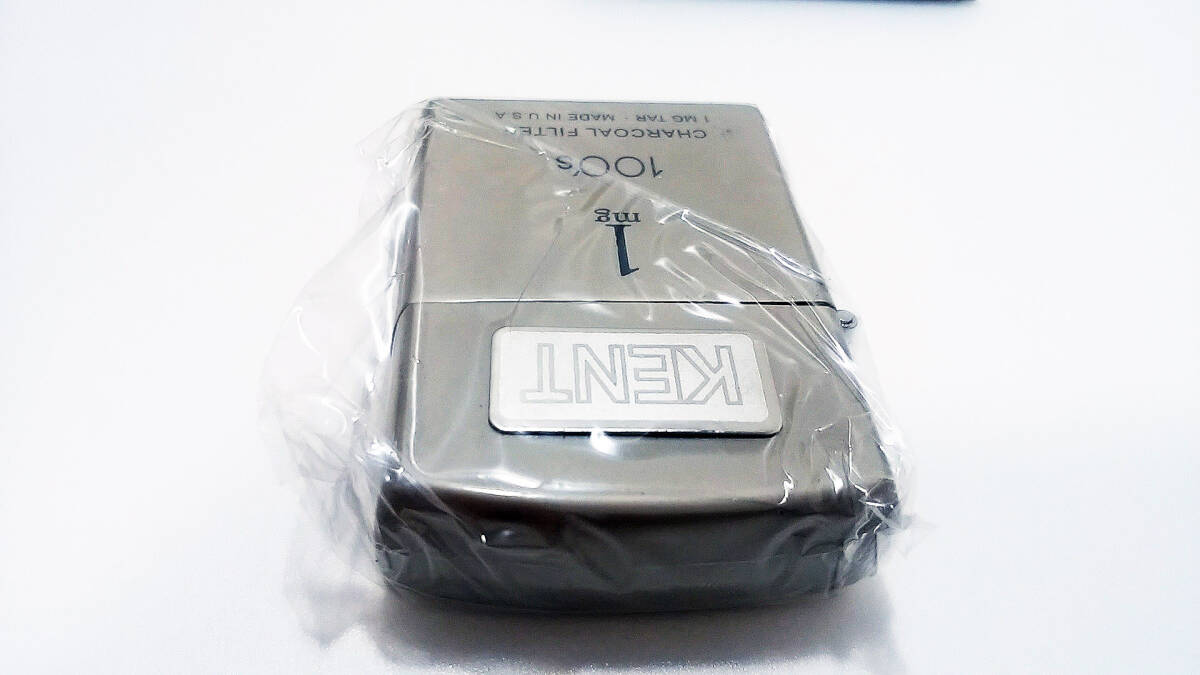 KENT
1
mg
100's
CHARCOAL FILTER
1 MG TAR · MADE IN U S A